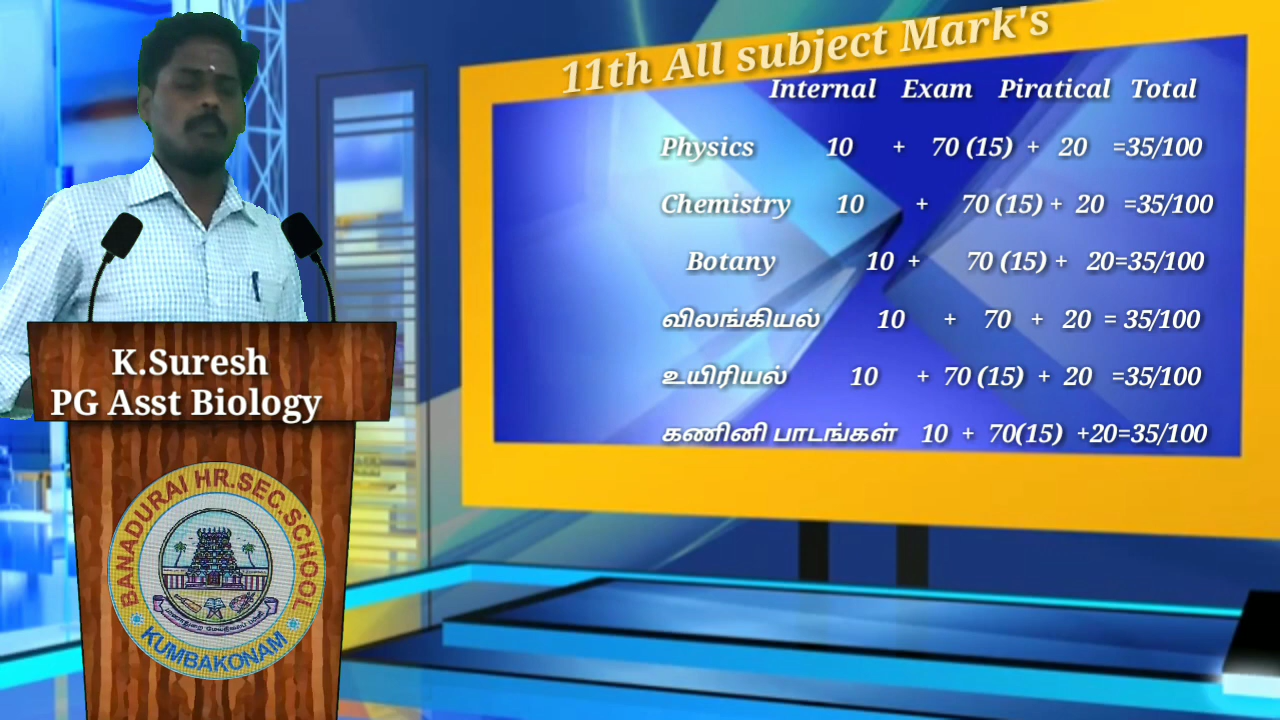 11th All subject Mark's
Internal Exam Piratical Total
Physics 10 + 70 (15) + 20 =35/100
Chemistry 10 + 70 (15) + 20 =35/100
Botany 10 + 70 (15) + 20=35/100
விலங்கியல் 10 + 70 + 20 = 35/100
உயிரியல் 10 + 70 (15) + 20 =35/100
கணினி பாடங்கள் 10 + 70(15) +20=35/100
K.Suresh
PG Asst Biology
BANADURAI HR.SEC.SCHOOL
KUMBAKONAM